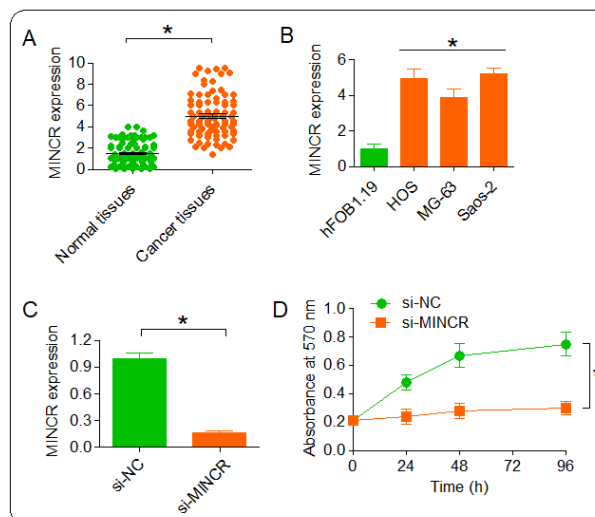 A
*
MINCR expression
10
8
6
4
2
0
Normal tissues
Cancer tissues
B
*
MINCR expression
6
4
2
0
hFOB1.19
HOS
MG-63
Saos-2
C
*
MINCR expression
1.2
0.9
0.6
0.3
0.0
si-NC
si-MINCR
D
si-NC
si-MINCR
Absorbance at 570 nm
1.0
0.8
0.6
0.4
0.2
0.0
*
0 24 48 72 96
Time (h)